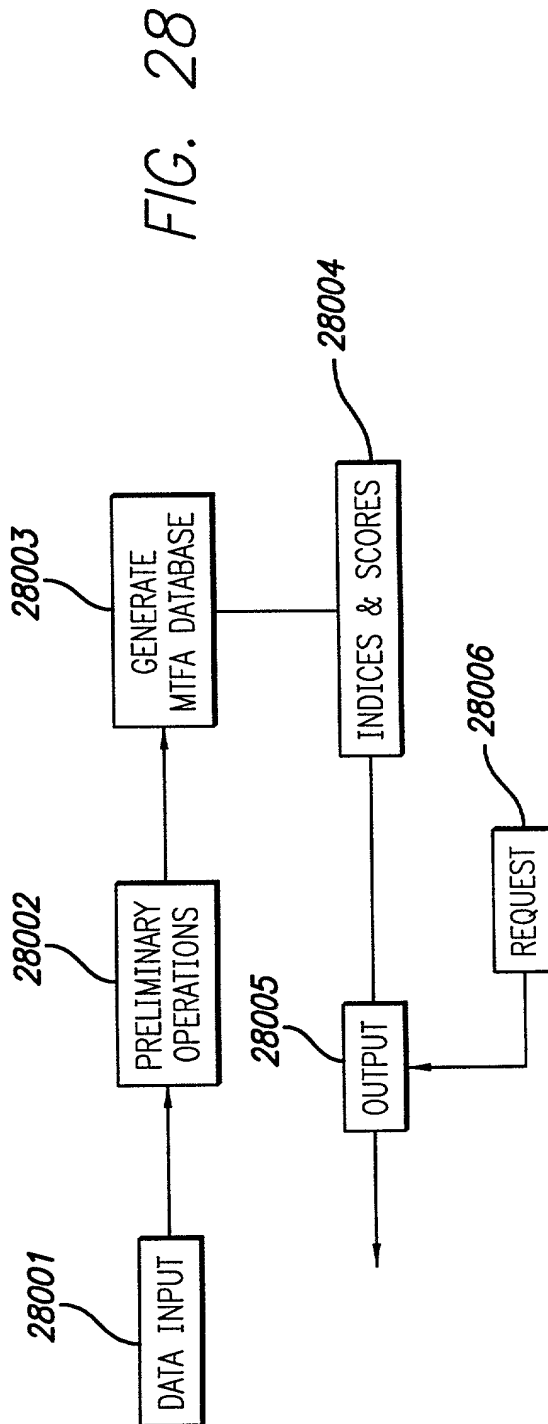 FIG. 28
28001
DATA INPUT
28002
PRELIMINARY
OPERATIONS
28003
GENERATE
MTFA DATABASE
28004
INDICES & SCORES
28005
OUTPUT
28006
REQUEST